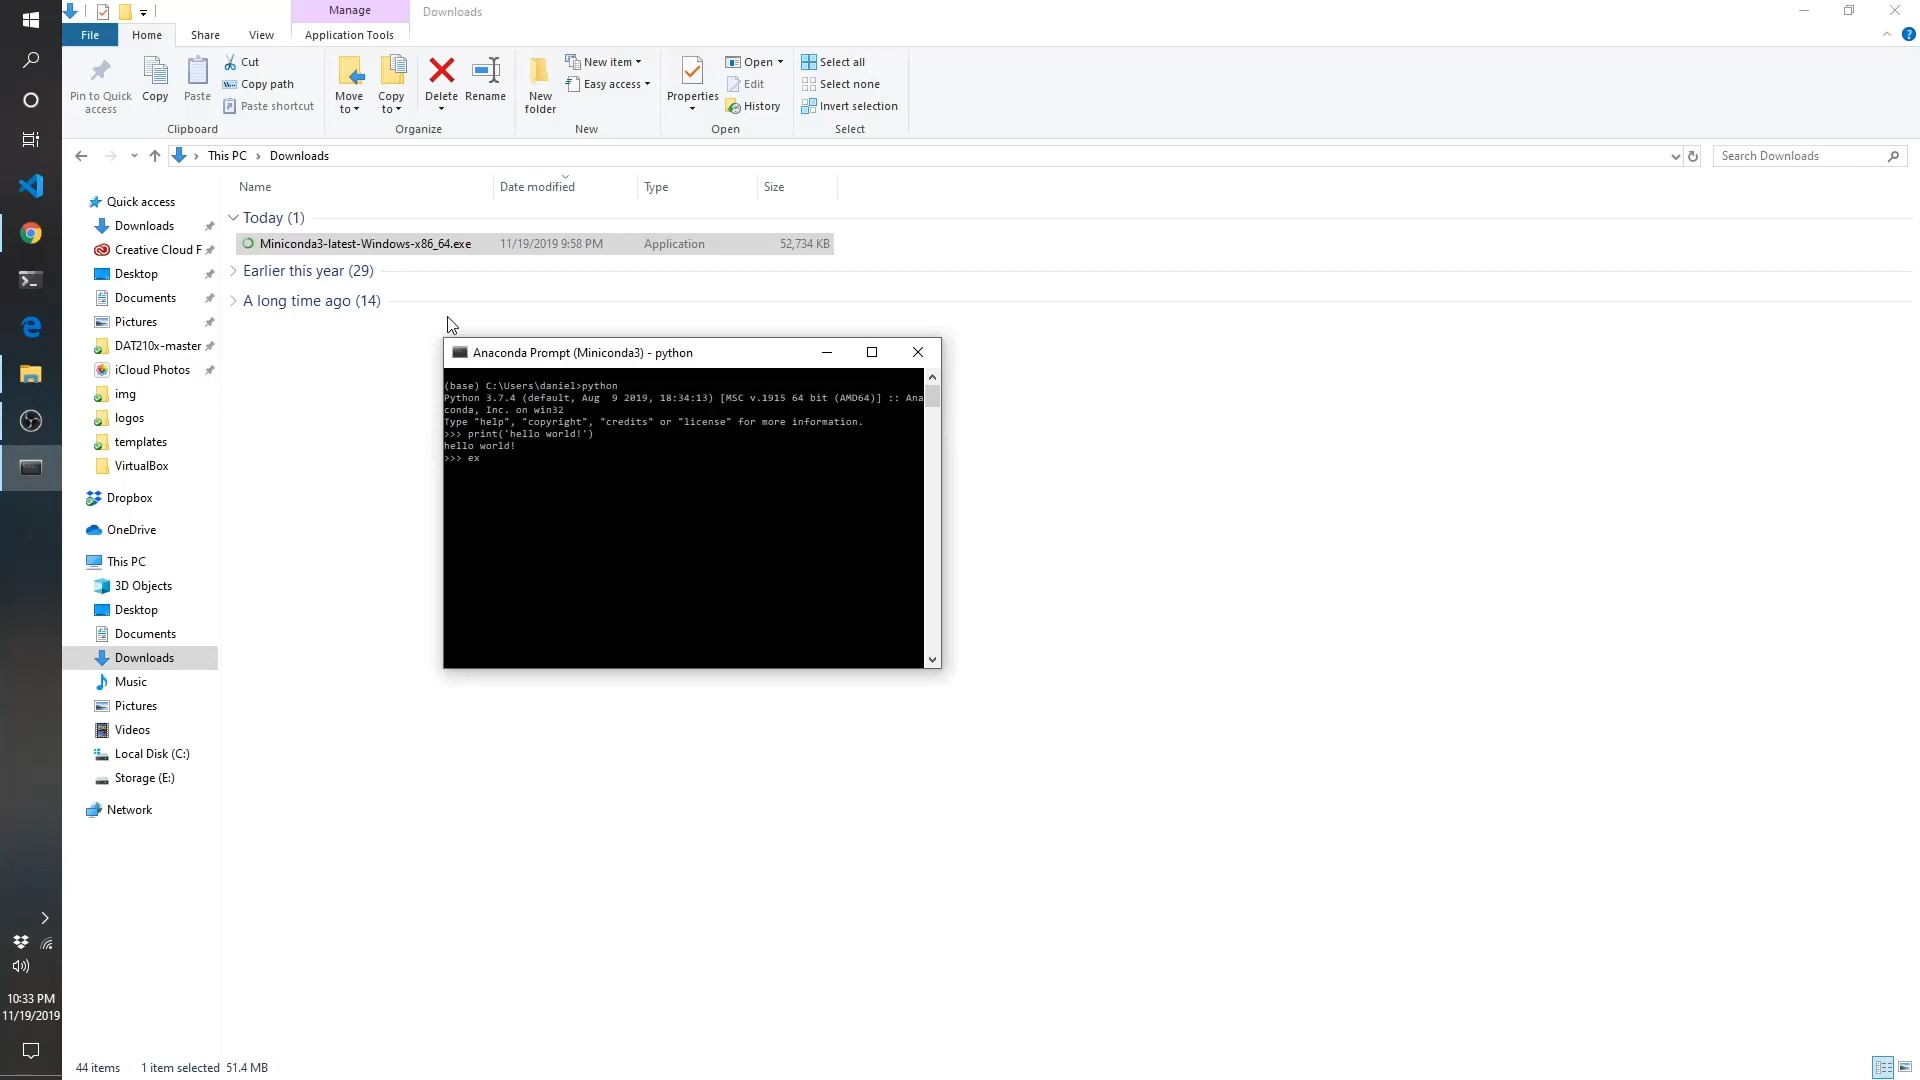 Manage
Downloads
File
Home
Share
View
Application Tools
Pin to Quick access
Copy
Paste
Cut
Copy path
Paste shortcut
Clipboard
Move to
Copy to
Delete
Rename
Organize
New folder
New item
Easy access
New
Properties
Open
Edit
History
Open
Select all
Select none
Invert selection
Select
This PC
Downloads
Search Downloads
Name
Date modified
Type
Size
Today (1)
Miniconda3-latest-Windows-x86_64.exe 11/19/2019 9:58 PM Application 52,734 KB
Earlier this year (29)
A long time ago (14)
Quick access
Downloads
Creative Cloud F
Desktop
Documents
Pictures
DAT210x-master
iCloud Photos
img
logos
templates
VirtualBox
Dropbox
OneDrive
This PC
3D Objects
Desktop
Documents
Downloads
Music
Pictures
Videos
Local Disk (C:)
Storage (E:)
Network
Anaconda Prompt (Miniconda3) - python
(base) C:\Users\daniel>python
Python 3.7.4 (default, Aug  9 2019, 18:34:13) [MSC v.1915 64 bit (AMD64)] :: Ana
conda, Inc. on win32
Type "help", "copyright", "credits" or "license" for more information.
>>> print('hello world!')
hello world!
>>> ex
10:33 PM
11/19/2019
44 items
1 item selected 51.4 MB